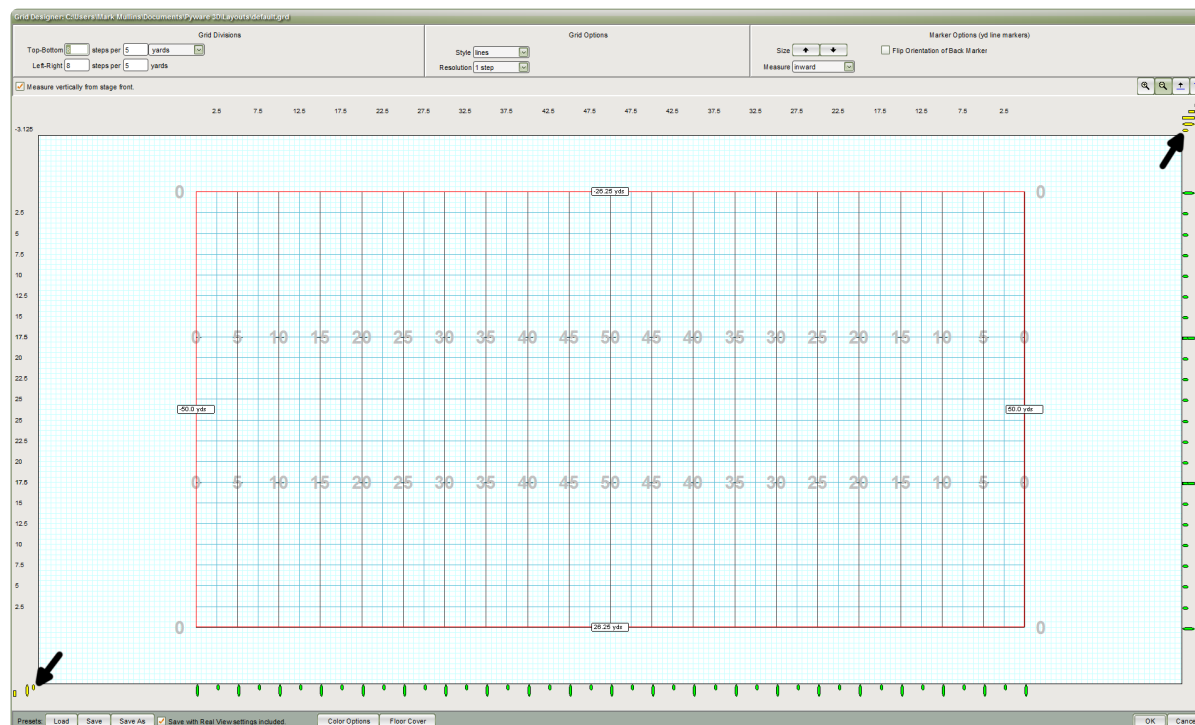 Grid Designer: C:\Users\Mark Mullins\Documents\Pyware 3D\Layouts\default.grd
Grid Divisions
Grid Options
Marker Options (yd line markers)
Top-Bottom steps per 5 yards
Style lines
Size
Flip Orientation of Back Marker
Left-Right 8 steps per 5 yards
Resolution 1 step
Measure inward
Measure vertically from stage front.
2.5 7.5 12.5 17.5 22.5 27.5 32.5 37.5 42.5 47.5 47.5 42.5 37.5 32.5 27.5 22.5 17.5 12.5 7.5 2.5
-3.125
0 -26.25 yds 0
2.5
5
7.5
10
12.5
15
17.5 0 5 10 15 20 25 30 35 40 45 50 45 40 35 30 25 20 15 10 5 0
20
22.5
25 -50.0 yds 50.0 yds
22.5
20
17.5 0 5 10 15 20 25 30 35 40 45 50 45 40 35 30 25 20 15 10 5 0
15
12.5
10
7.5
5
2.5
0 26.25 yds 0
Presets: Load Save Save As Save with Real View settings included. Color Options Floor Cover OK Cance